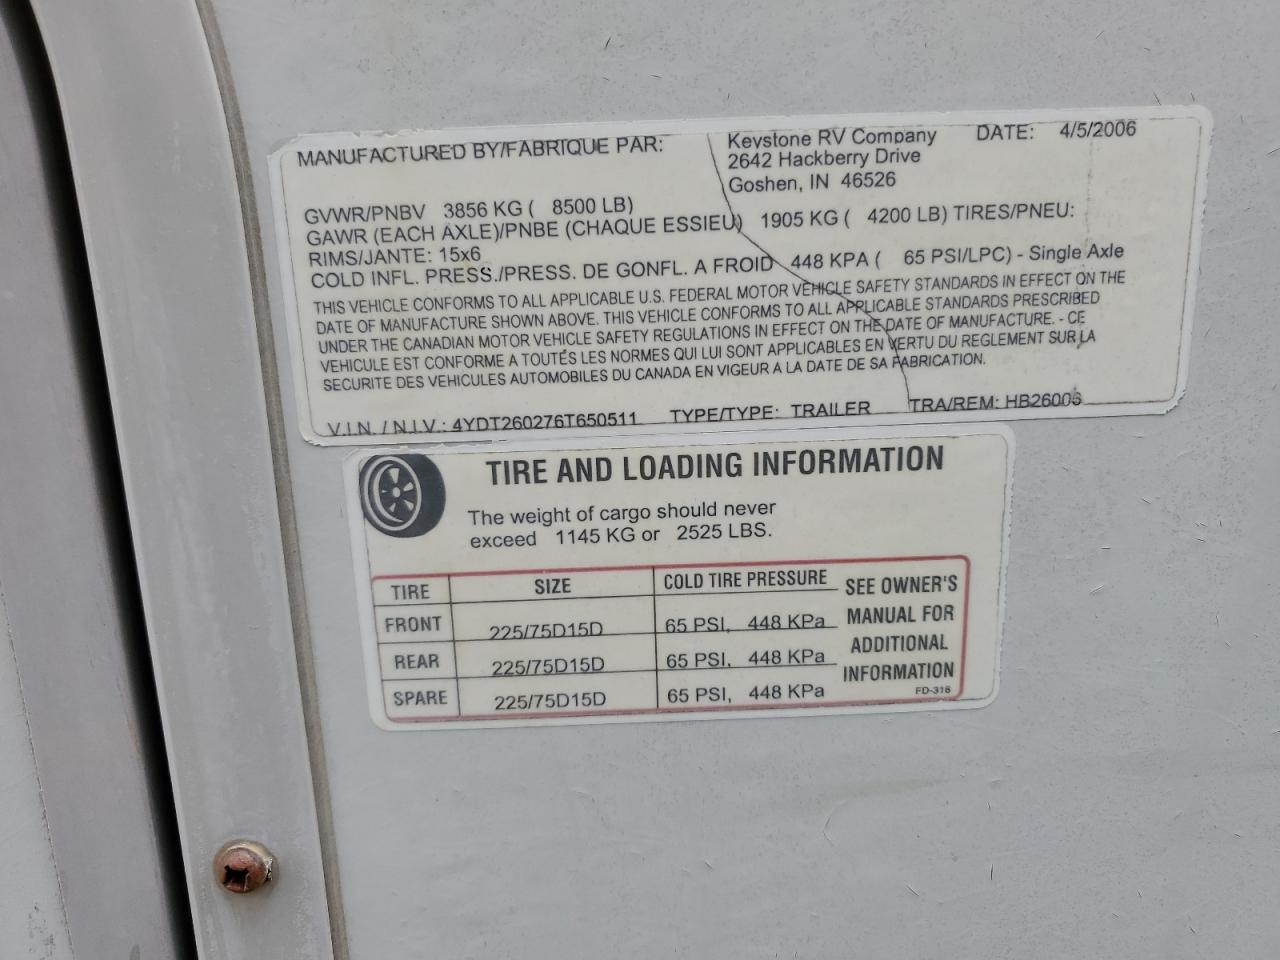 MANUFACTURED BY/FABRIQUE PAR: Keystone RV Company DATE: 4/5/2006
2642 Hackberry Drive
Goshen, IN 46526
GVWR/PNBV 3856 KG ( 8500 LB)
GAWR (EACH AXLE)/PNBE (CHAQUE ESSIEU) 1905 KG ( 4200 LB) TIRES/PNEU:
RIMS/JANTE: 15x6
COLD INFL. PRESS./PRESS. DE GONFL. A FROID 448 KPA ( 65 PSI/LPC) - Single Axle
THIS VEHICLE CONFORMS TO ALL APPLICABLE U.S. FEDERAL MOTOR VEHICLE SAFETY STANDARDS IN EFFECT ON THE
DATE OF MANUFACTURE SHOWN ABOVE. THIS VEHICLE CONFORMS TO ALL APPLICABLE STANDARDS PRESCRIBED
UNDER THE CANADIAN MOTOR VEHICLE SAFETY REGULATIONS IN EFFECT ON THE DATE OF MANUFACTURE. - CE
VEHICULE EST CONFORME A TOUTÉS LES NORMES QUI LUI SONT APPLICABLES EN VERTU DU REGLEMENT SUR LA
SECURITE DES VEHICULES AUTOMOBILES DU CANADA EN VIGEUR A LA DATE DE SA FABRICATION.
V.I.N. / N.I.V.: 4YDT260276T650511 TYPE/TYPE: TRAILER TRA/REM: HB26006
TIRE AND LOADING INFORMATION
The weight of cargo should never
exceed 1145 KG or 2525 LBS.
TIRE SIZE COLD TIRE PRESSURE
FRONT 225/75D15D 65 PSI, 448 KPa
REAR 225/75D15D 65 PSI, 448 KPa
SPARE 225/75D15D 65 PSI, 448 KPa
SEE OWNER'S
MANUAL FOR
ADDITIONAL
INFORMATION
FD-316